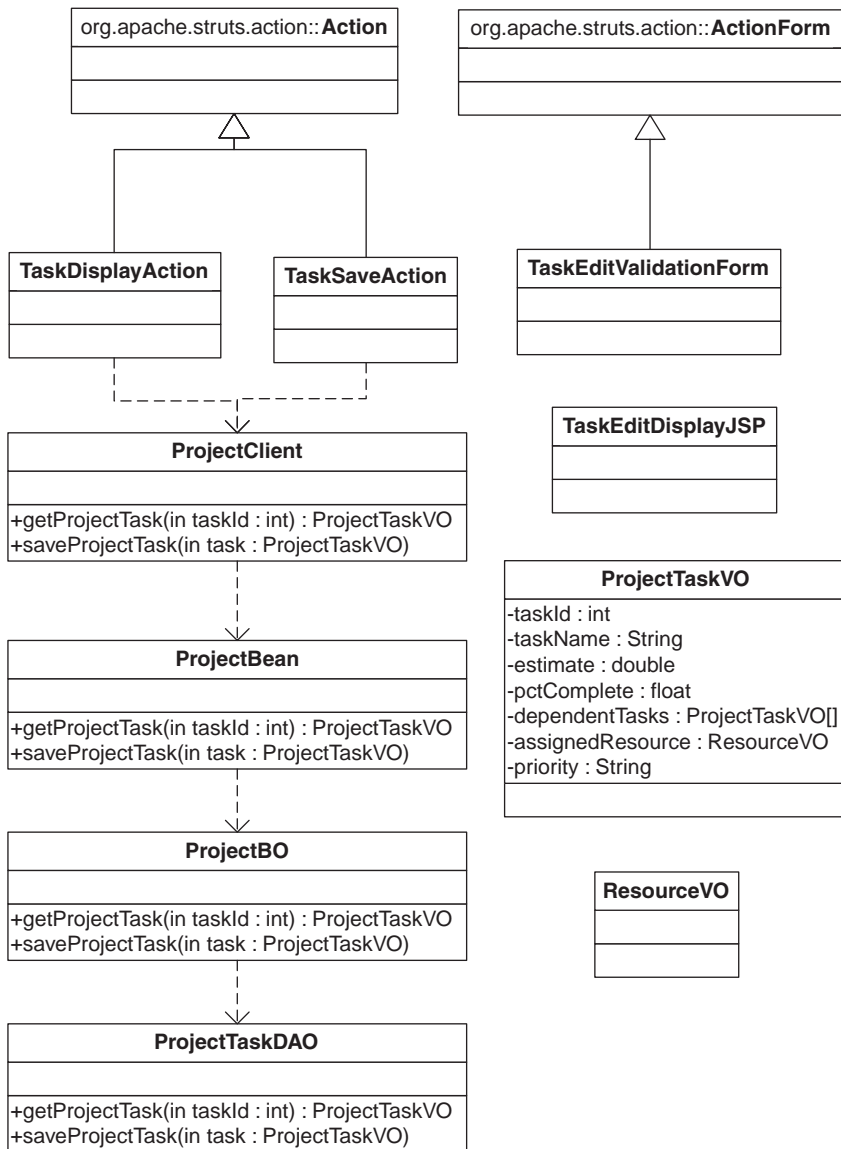 org.apache.struts.action::Action
org.apache.struts.action::ActionForm
TaskDisplayAction
TaskSaveAction
TaskEditValidationForm
ProjectClient
+getProjectTask(in taskId : int) : ProjectTaskVO
+saveProjectTask(in task : ProjectTaskVO)
TaskEditDisplayJSP
ProjectBean
+getProjectTask(in taskId : int) : ProjectTaskVO
+saveProjectTask(in task : ProjectTaskVO)
ProjectTaskVO
-taskId : int
-taskName : String
-estimate : double
-pctComplete : float
-dependentTasks : ProjectTaskVO[]
-assignedResource : ResourceVO
-priority : String
ProjectBO
+getProjectTask(in taskId : int) : ProjectTaskVO
+saveProjectTask(in task : ProjectTaskVO)
ResourceVO
ProjectTaskDAO
+getProjectTask(in taskId : int) : ProjectTaskVO
+saveProjectTask(in task : ProjectTaskVO)